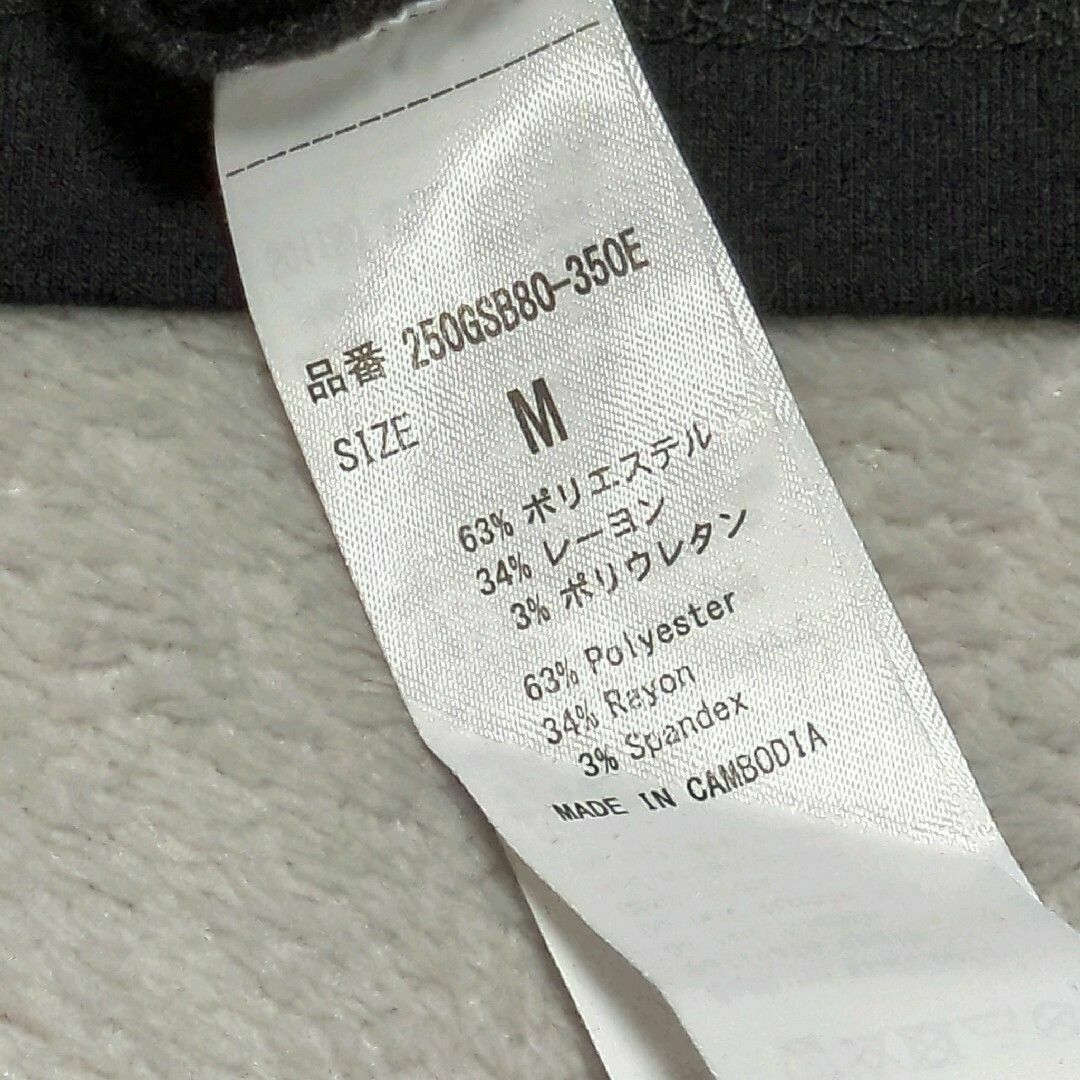 品番 250GSB80-350E
SIZE M
63% ポリエステル
34% レーヨン
3% ポリウレタン
63% Polyester
34% Rayon
3% Spandex
MADE IN CAMBODIA